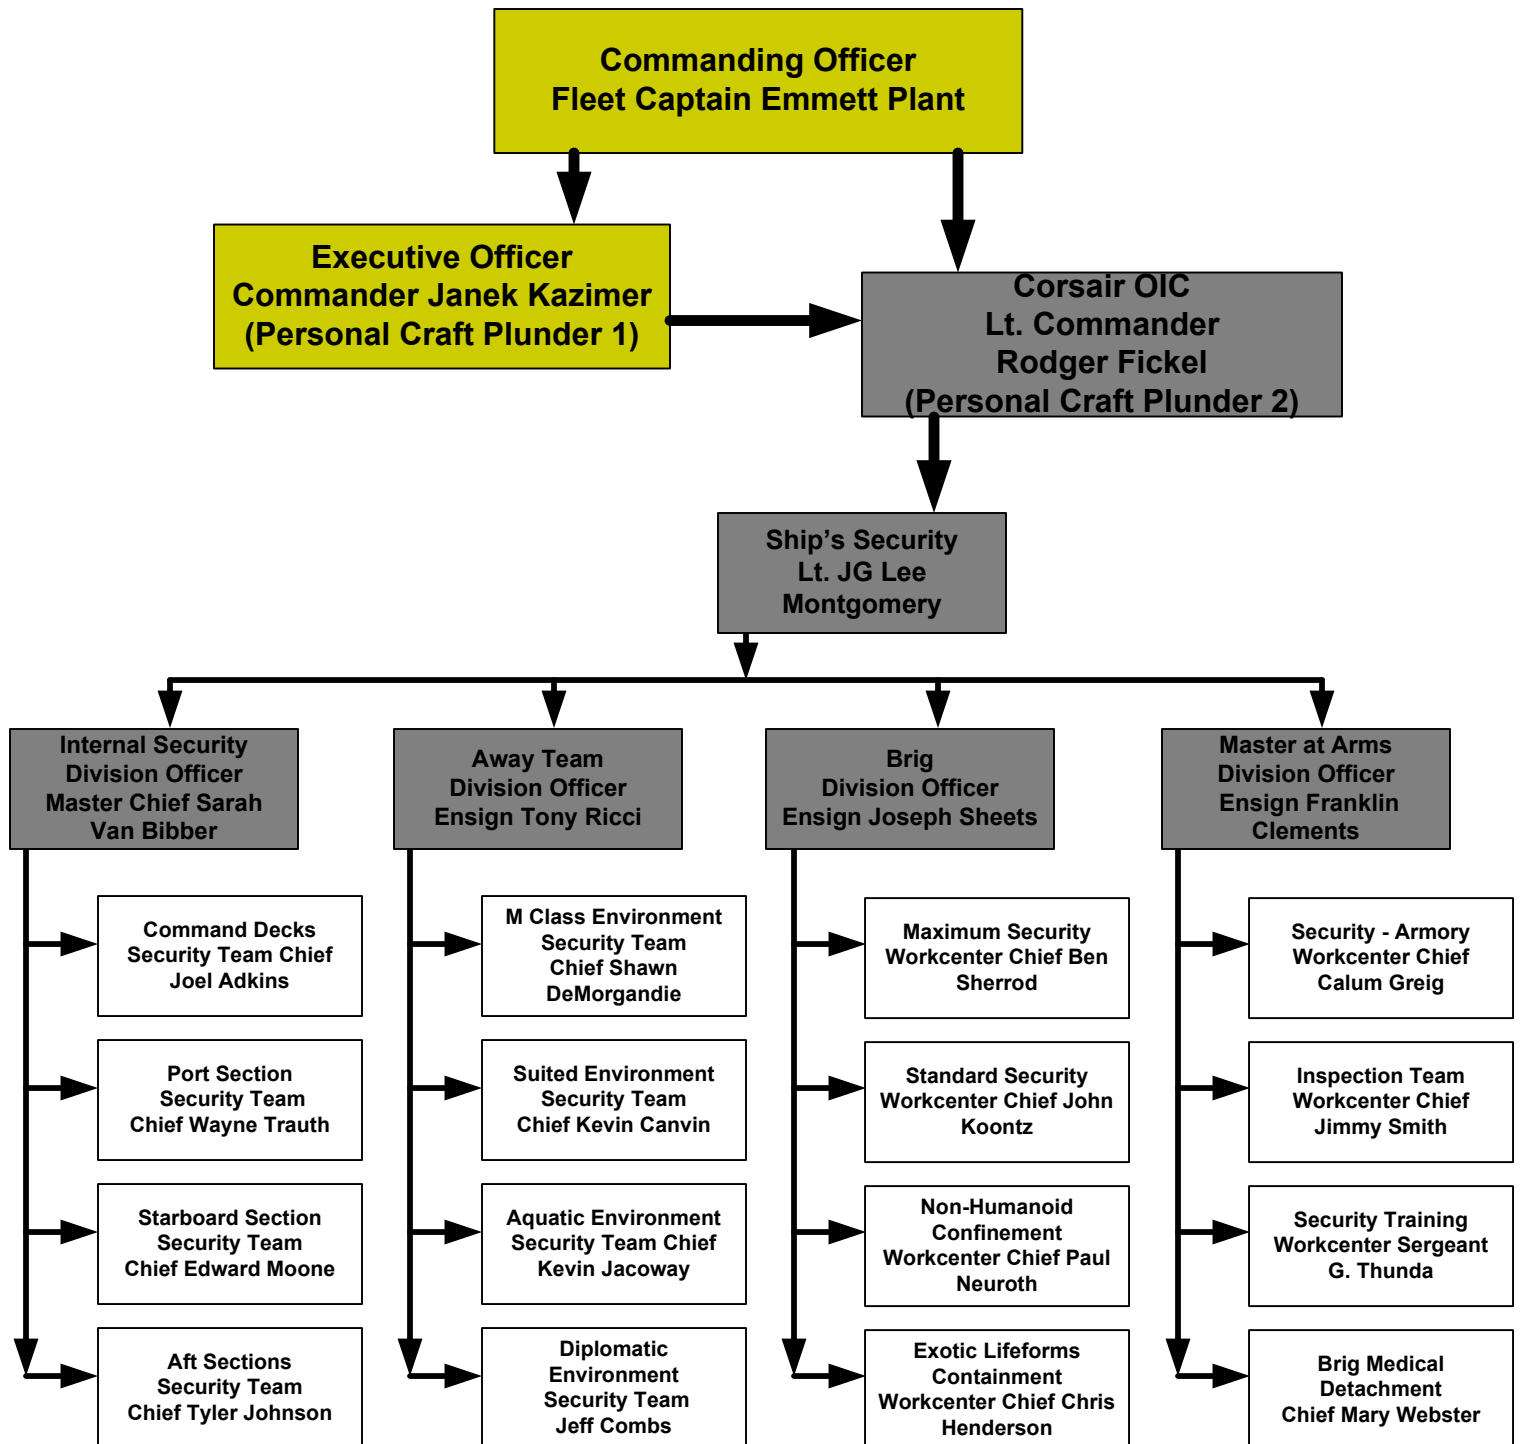 Commanding Officer
Fleet Captain Emmett Plant
Executive Officer
Commander Janek Kazimer
(Personal Craft Plunder 1)
Corsair OIC
Lt. Commander
Rodger Fickel
(Personal Craft Plunder 2)
Ship’s Security
Lt. JG Lee
Montgomery
Internal Security
Division Officer
Master Chief Sarah
Van Bibber
Away Team
Division Officer
Ensign Tony Ricci
Brig
Division Officer
Ensign Joseph Sheets
Master at Arms
Division Officer
Ensign Franklin
Clements
Command Decks
Security Team Chief
Joel Adkins
M Class Environment
Security Team
Chief Shawn
DeMorgandie
Maximum Security
Workcenter Chief Ben
Sherrod
Security - Armory
Workcenter Chief
Calum Greig
Port Section
Security Team
Chief Wayne Trauth
Suited Environment
Security Team
Chief Kevin Canvin
Standard Security
Workcenter Chief John
Koontz
Inspection Team
Workcenter Chief
Jimmy Smith
Starboard Section
Security Team
Chief Edward Moone
Aquatic Environment
Security Team Chief
Kevin Jacoway
Non-Humanoid
Confinement
Workcenter Chief Paul
Neuroth
Security Training
Workcenter Sergeant
G. Thunda
Aft Sections
Security Team
Chief Tyler Johnson
Diplomatic
Environment
Security Team
Jeff Combs
Exotic Lifeforms
Containment
Workcenter Chief Chris
Henderson
Brig Medical
Detachment
Chief Mary Webster